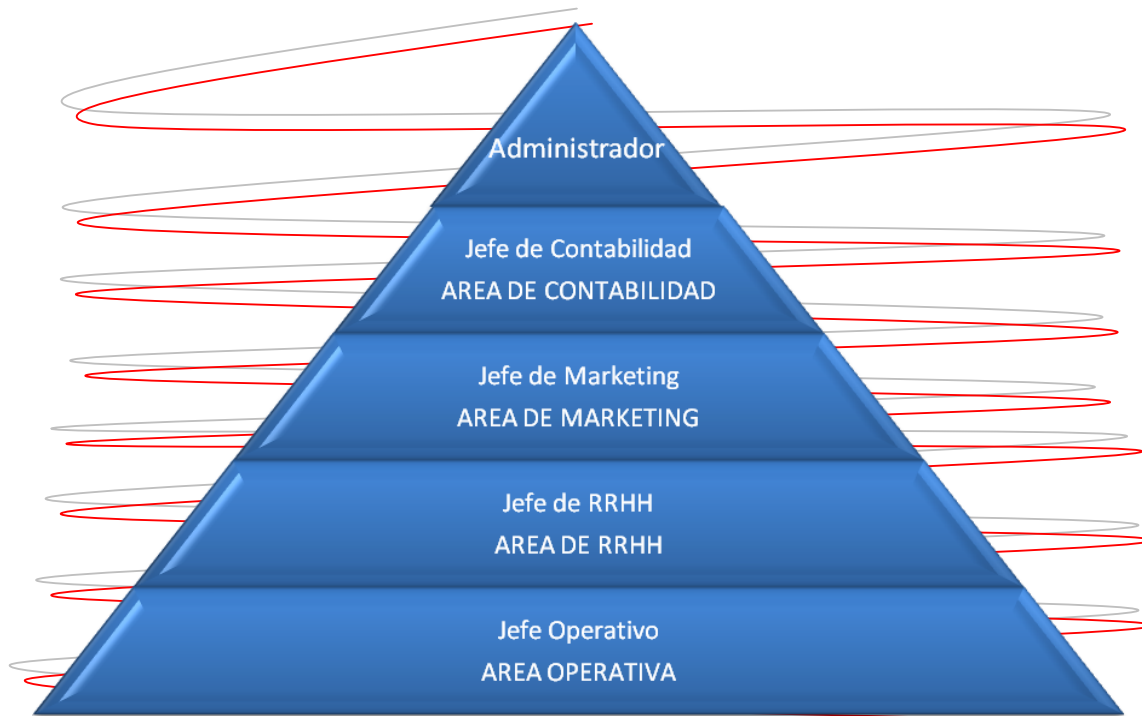 Administrador
Jefe de Contabilidad
AREA DE CONTABILIDAD
Jefe de Marketing
AREA DE MARKETING
Jefe de RRHH
AREA DE RRHH
Jefe Operativo
AREA OPERATIVA